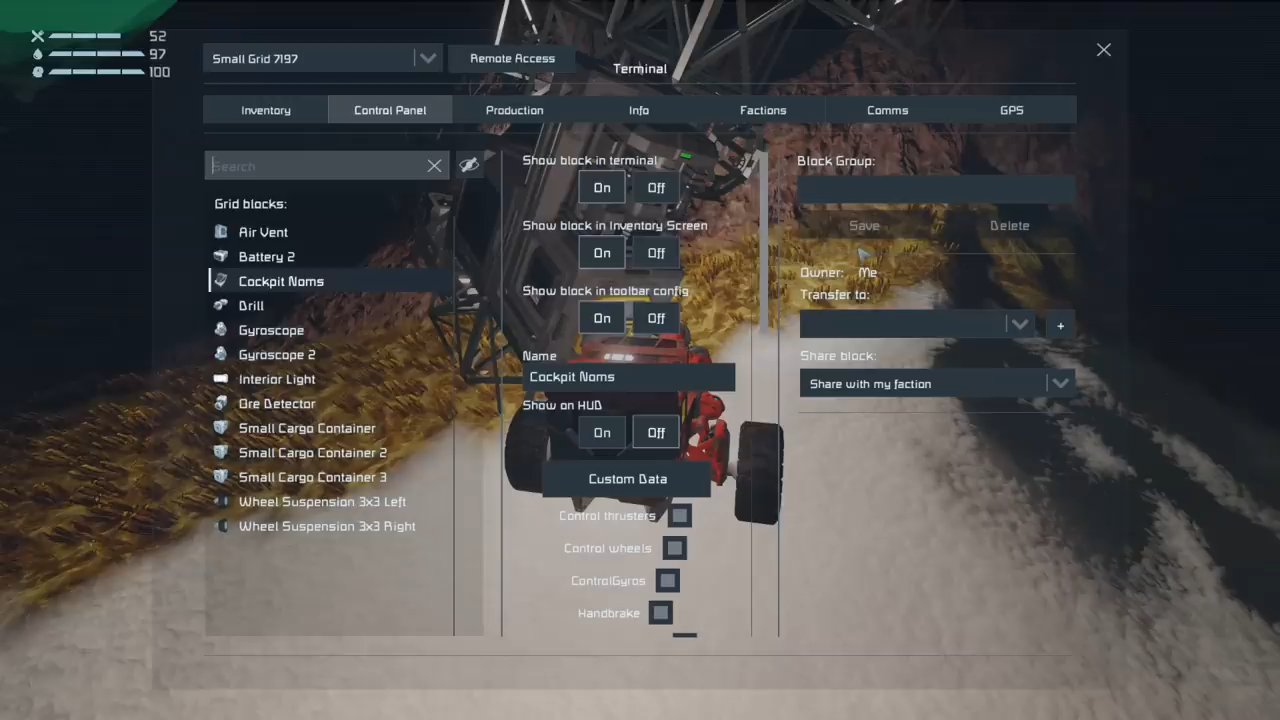 52
97
100
Small Grid 7197
Remote Access
Terminal
Inventory
Control Panel
Production
Info
Factions
Comms
GPS
Search
Grid blocks:
Air Vent
Battery 2
Cockpit Noms
Drill
Gyroscope
Gyroscope 2
Interior Light
Ore Detector
Small Cargo Container
Small Cargo Container 2
Small Cargo Container 3
Wheel Suspension 3x3 Left
Wheel Suspension 3x3 Right
Show block in terminal
On Off
Show block in Inventory Screen
On Off
Show block in toolbar config
On Off
Name
Cockpit Noms
Show on HUD
On Off
Custom Data
Control thrusters
Control wheels
ControlGyros
Handbrake
Block Group:
Save Delete
Owner: Me
Transfer to:
+
Share block:
Share with my faction